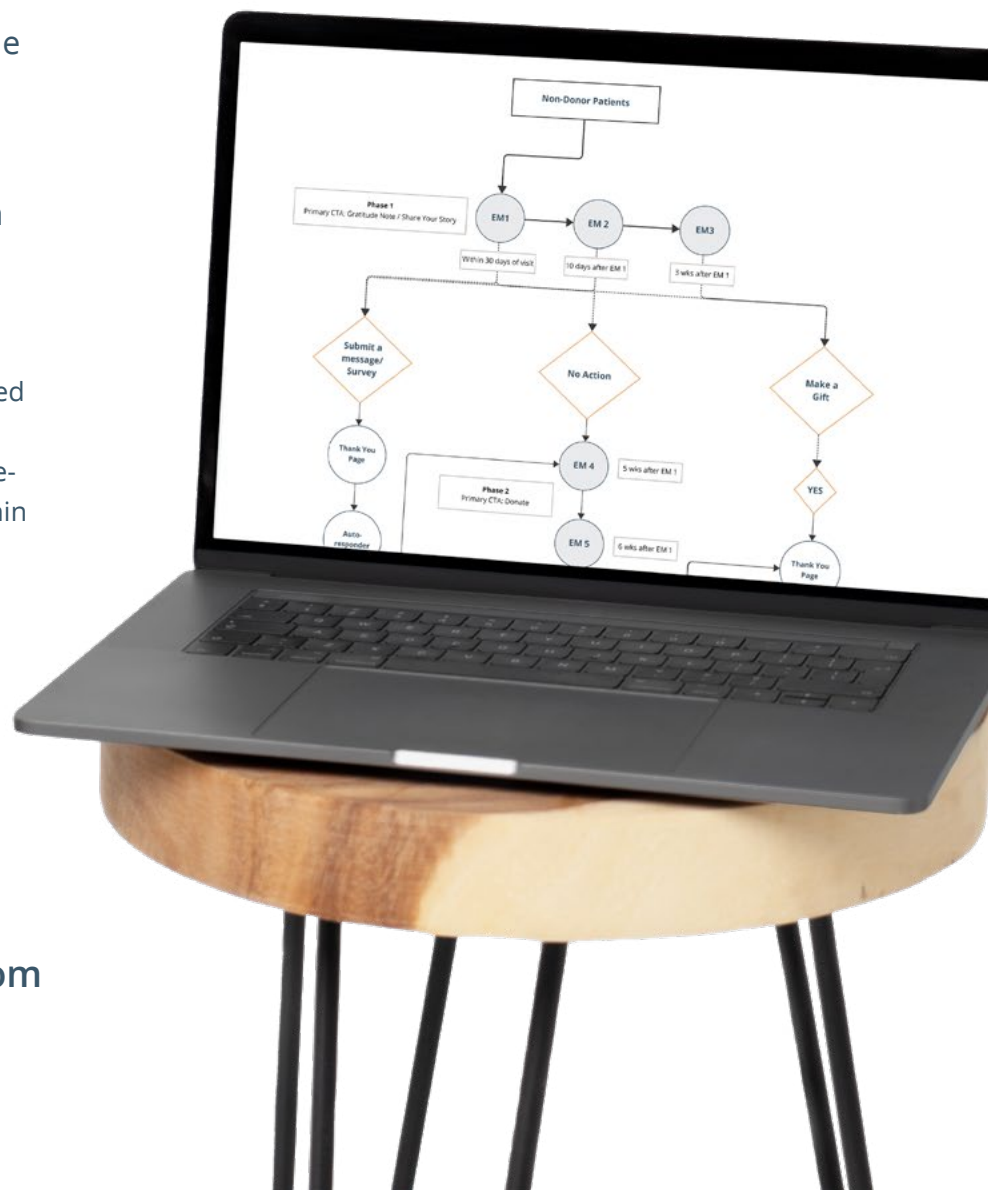 e
ed
e-
om
Non-Donor Patients
Phase 1
Primary CTA: Gratitude Note / Share Your Story
EM1
EM 2
EM3
Within 30 days of visit
10 days after EM 1
3 wks after EM 1
Submit a
message/
Survey
No Action
Make a
Gift
Thank You
Page
EM 4
5 wks after EM 1
Phase 2
Primary CTA: Donate
YES
Auto-
responder
EM 5
6 wks after EM 1
Thank You
Page